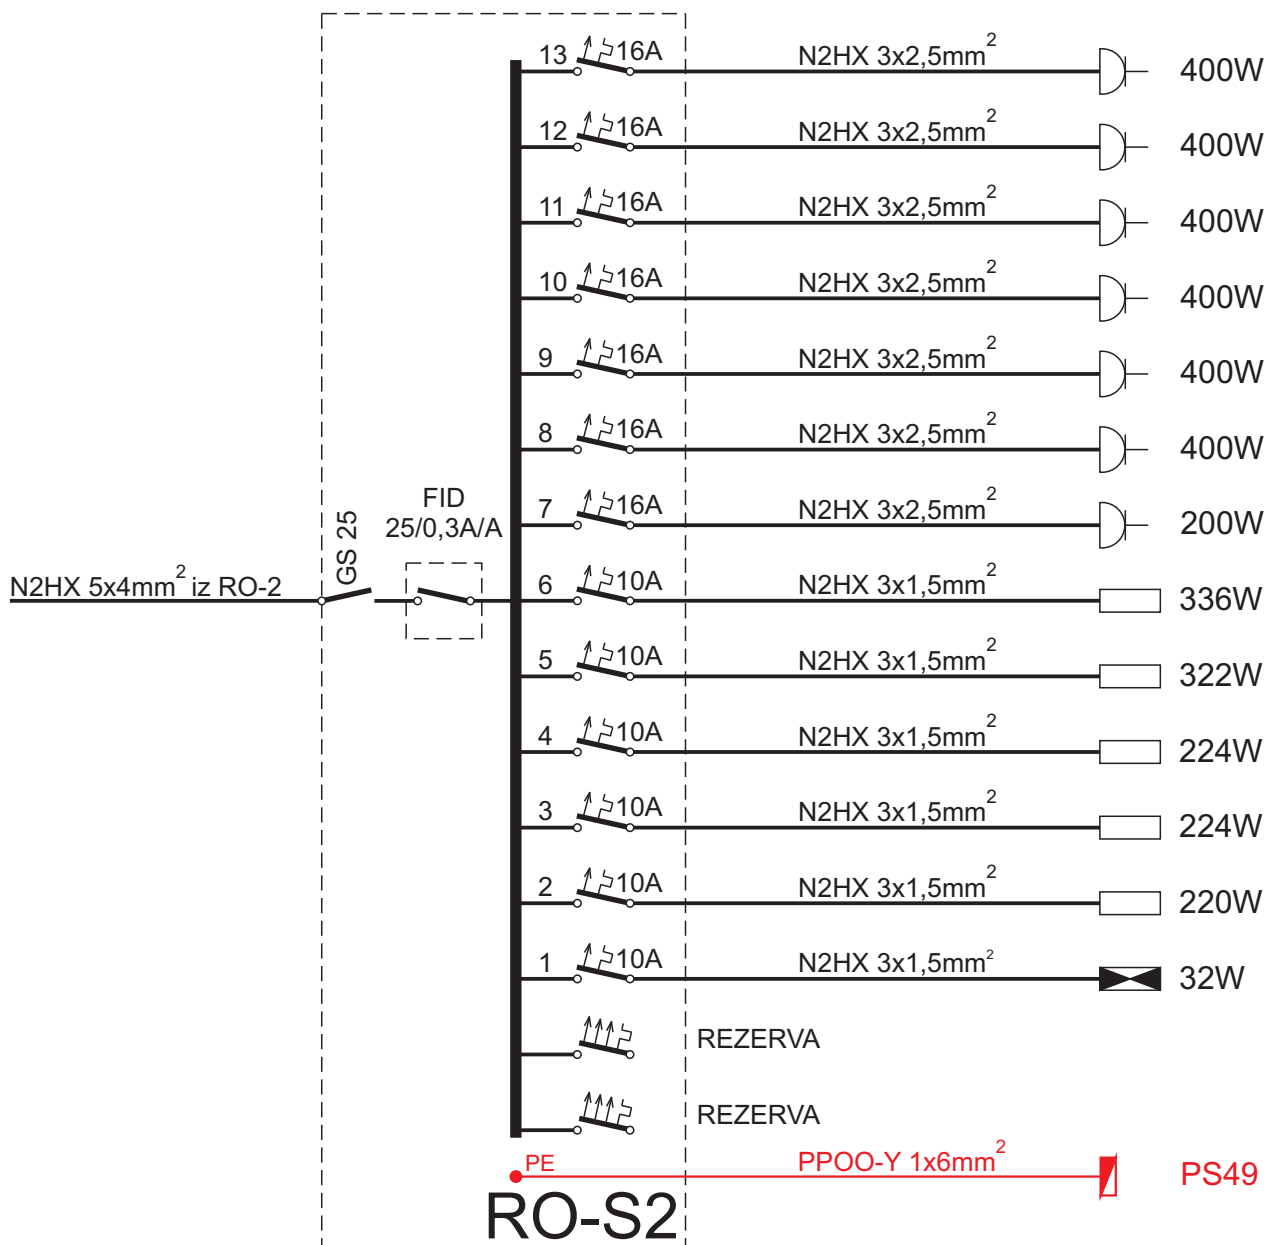 13 16A N2HX 3x2,5mm² 400W
12 16A N2HX 3x2,5mm² 400W
11 16A N2HX 3x2,5mm² 400W
10 16A N2HX 3x2,5mm² 400W
9 16A N2HX 3x2,5mm² 400W
8 16A N2HX 3x2,5mm² 400W
7 16A N2HX 3x2,5mm² 200W
FID
25/0,3A/A
GS 25
N2HX 5x4mm² iz RO-2
6 10A N2HX 3x1,5mm² 336W
5 10A N2HX 3x1,5mm² 322W
4 10A N2HX 3x1,5mm² 224W
3 10A N2HX 3x1,5mm² 224W
2 10A N2HX 3x1,5mm² 220W
1 10A N2HX 3x1,5mm² 32W
REZERVA
REZERVA
PE PPOO-Y 1x6mm² PS49
RO-S2